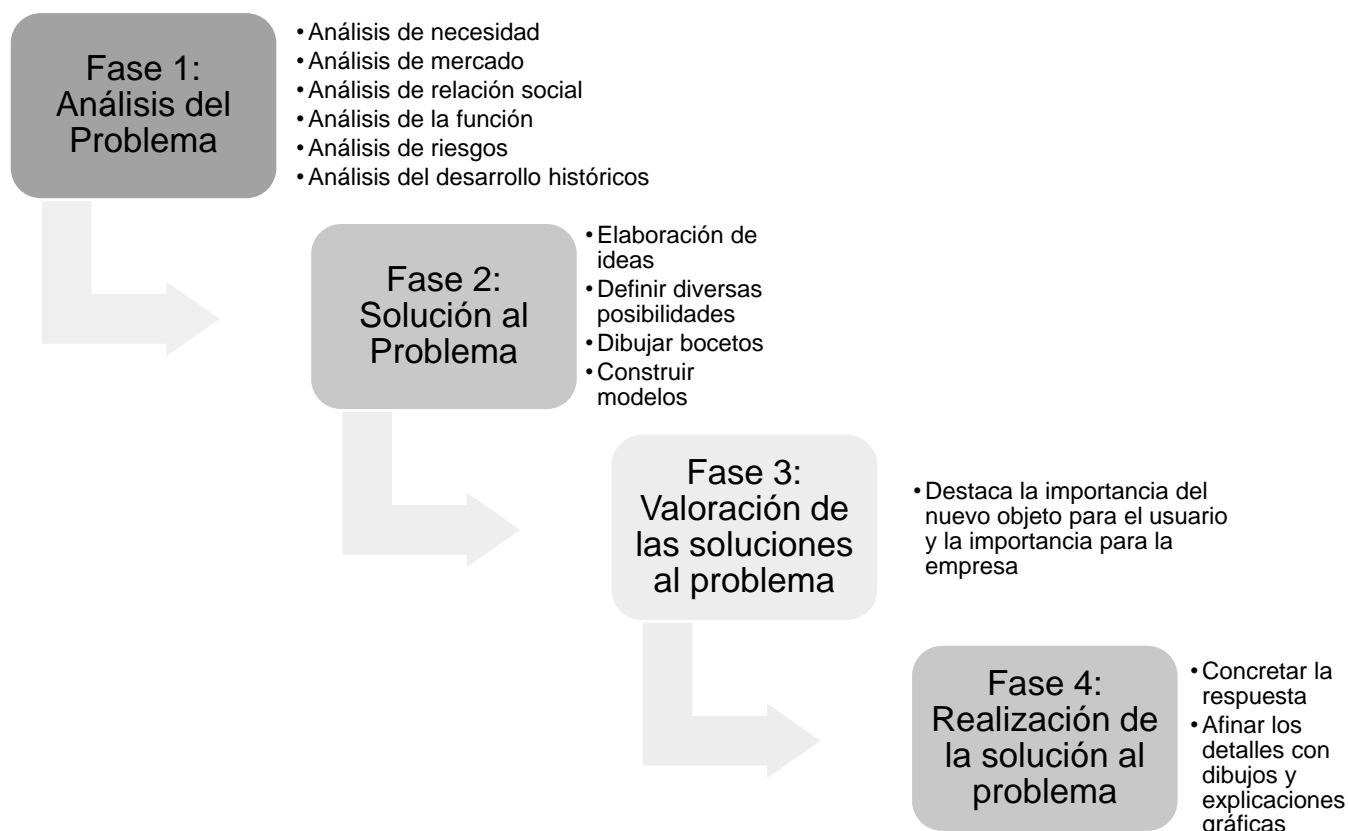 Fase 1:
Análisis del
Problema
•Análisis de necesidad
•Análisis de mercado
•Análisis de relación social
•Análisis de la función
•Análisis de riesgos
•Análisis del desarrollo históricos
Fase 2:
Solución al
Problema
•Elaboración de
ideas
•Definir diversas
posibilidades
•Dibujar bocetos
•Construir
modelos
Fase 3:
Valoración de
las soluciones
al problema
•Destaca la importancia del
nuevo objeto para el usuario
y la importancia para la
empresa
Fase 4:
Realización de
la solución al
problema
•Concretar la
respuesta
•Afinar los
detalles con
dibujos y
explicaciones
gráficas